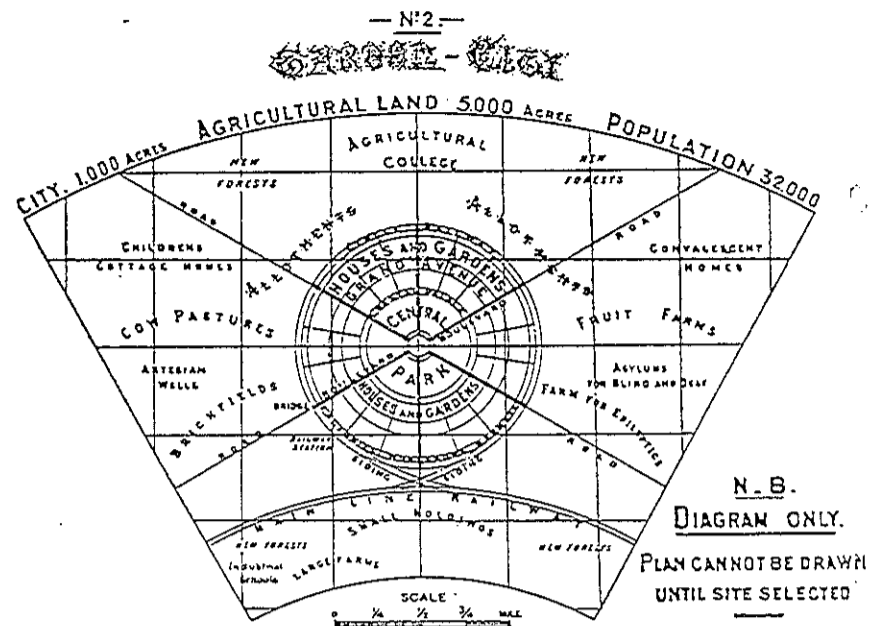 — Nº 2. —
GARDEN - CITY
CITY. 1,000 ACRES AGRICULTURAL LAND 5.000 ACRES POPULATION 32.000
AGRICULTURAL
COLLEGE
NEW
FORESTS
NEW
FORESTS
ROAD
ROAD
ALLOTMENTS
ALLOTMENTS
CHILDRENS
COTTAGE HOMES
CONVALESCENT
HOMES
HOUSES AND GARDENS
GRAND AVENUE
CENTRAL
BOULEVARD
COW PASTURES
FRUIT FARMS
PARK
ARTESIAN
WELLS
ASYLUMS
FOR BLIND AND DEAF
BOULEVARD
HOUSES AND GARDENS
BRIDGE
BRICKFIELDS
FARM FOR EPILEPTICS
ROAD
ROAD
RAILWAY
STATION
SIDING
SIDING
MAIN LINE RAILWAY
SMALL HOLDINGS
NEW FORESTS
NEW FORESTS
Industrial
Schools
LARGE FARMS
SCALE
0 1/4 1/2 3/4 MILE
N. B.
DIAGRAM ONLY.
PLAN CANNOT BE DRAWN
UNTIL SITE SELECTED